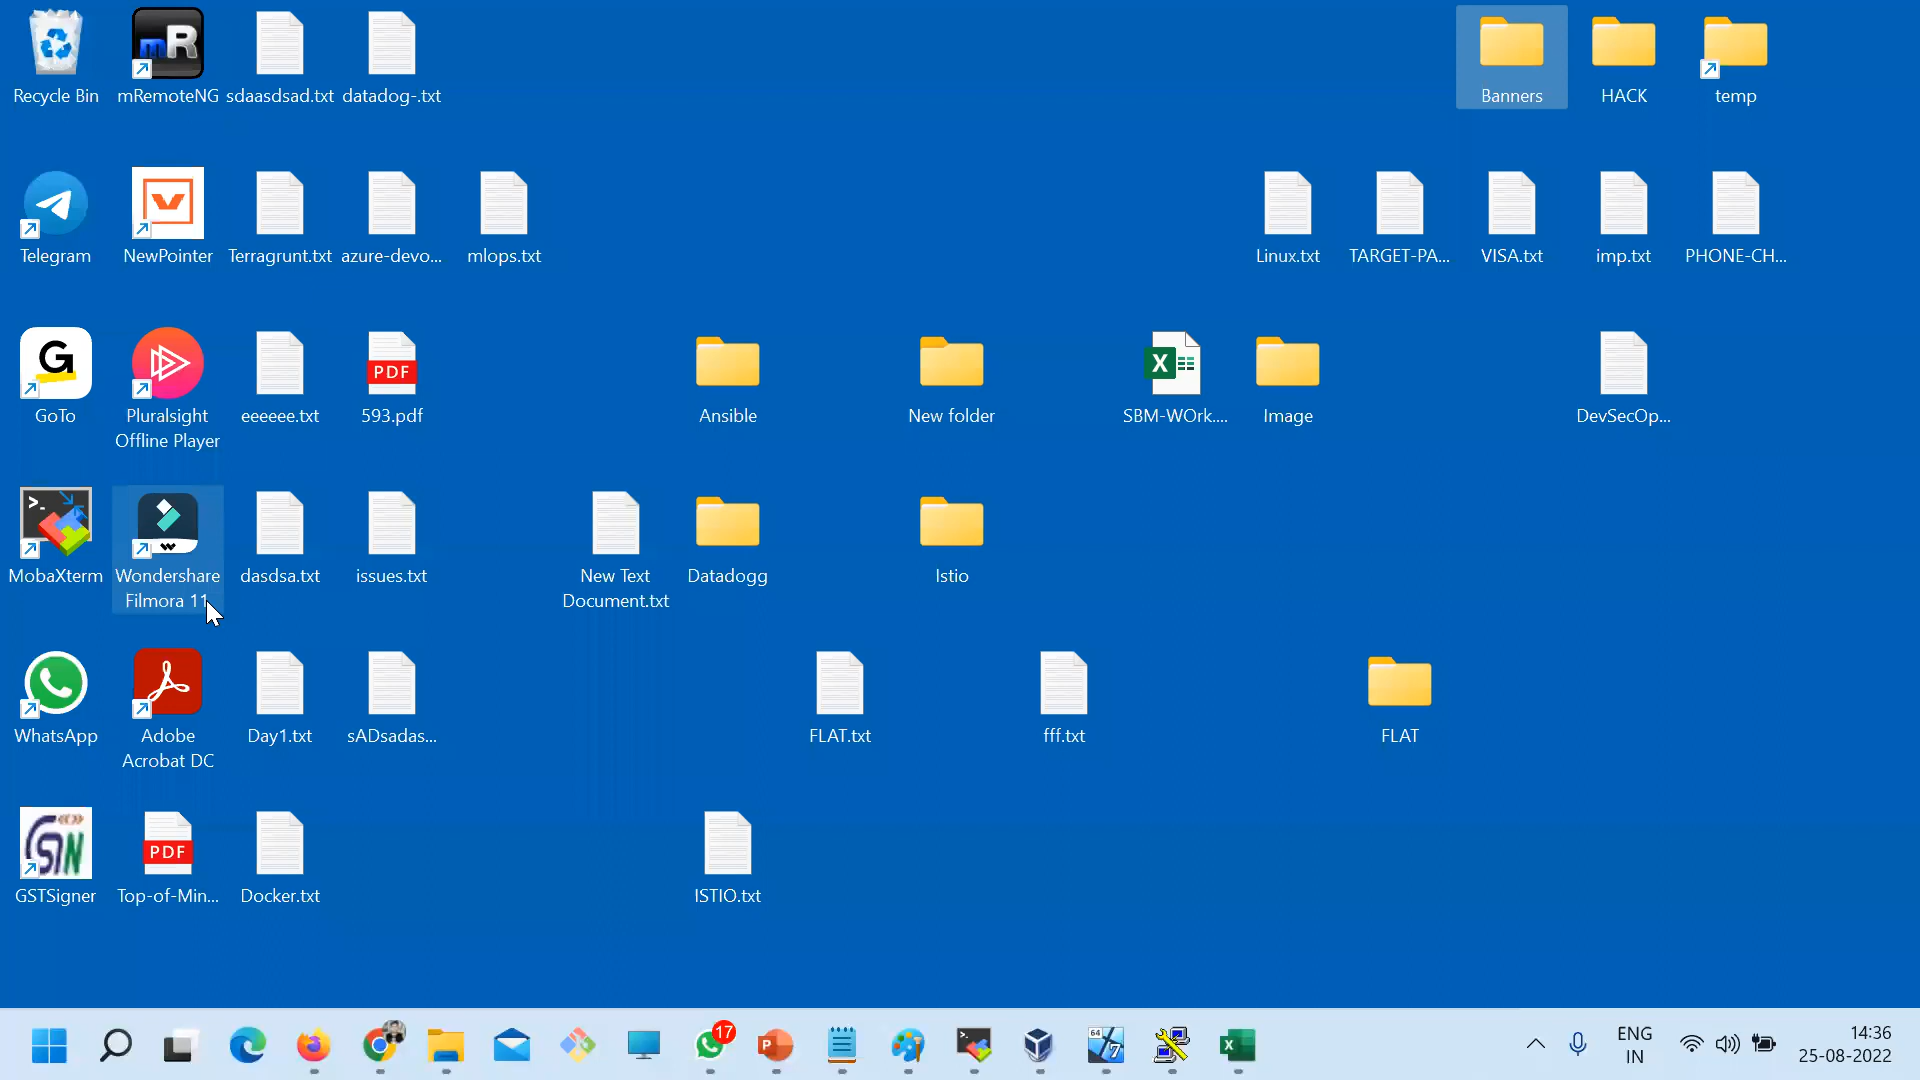 Recycle Bin
mRemoteNG
sdaasdsad.txt
datadog-.txt
Banners
HACK
temp
Telegram
NewPointer
Terragrunt.txt
azure-devo...
mlops.txt
Linux.txt
TARGET-PA...
VISA.txt
imp.txt
PHONE-CH...
GoTo
Pluralsight
Offline Player
eeeeee.txt
PDF
593.pdf
Ansible
New folder
SBM-WOrk....
Image
DevSecOp...
MobaXterm
Wondershare
Filmora 11
dasdsa.txt
issues.txt
New Text
Document.txt
Datadogg
Istio
WhatsApp
Adobe
Acrobat DC
Day1.txt
sADsadas...
FLAT.txt
fff.txt
FLAT
GSTSigner
PDF
Top-of-Min...
Docker.txt
ISTIO.txt
17
64
7
ENG
IN
14:36
25-08-2022